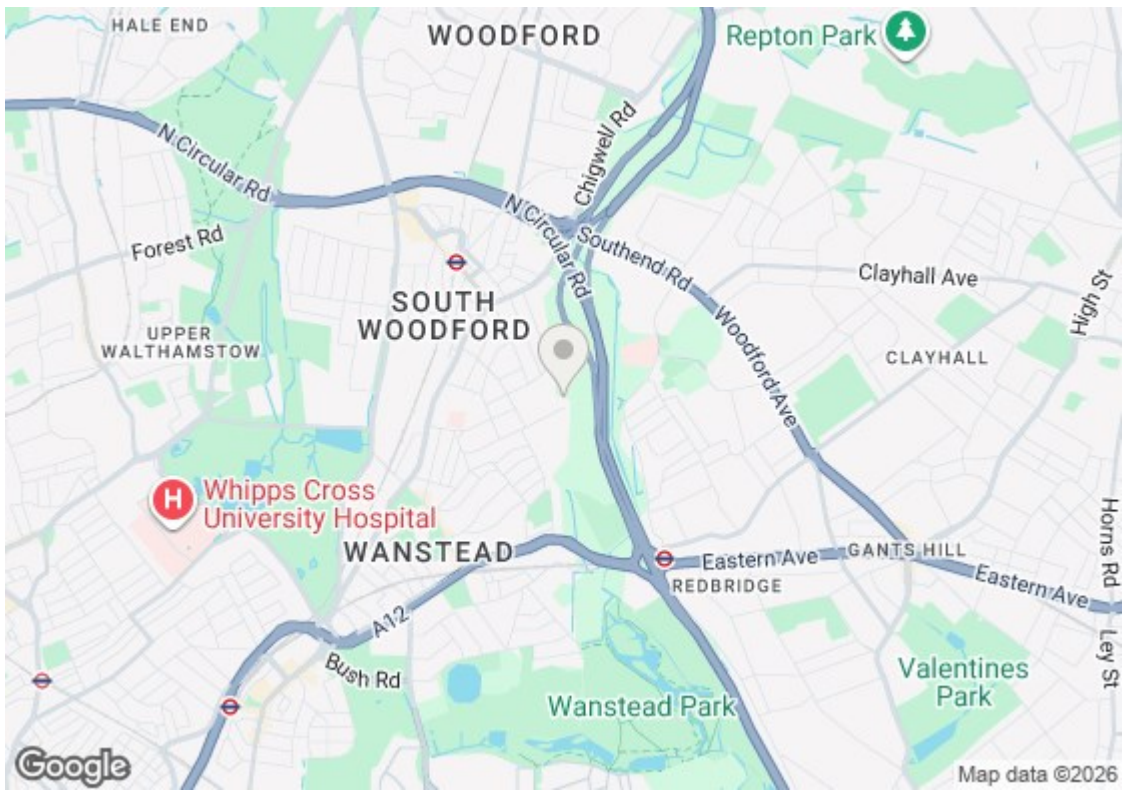 HALE END
WOODFORD
Repton Park
N Circular Rd
Chigwell Rd
Forest Rd
N Circular Rd
Southend Rd
Clayhall Ave
High St
SOUTH
WOODFORD
UPPER
WALTHAMSTOW
Woodford Ave
CLAYHALL
H
Whipps Cross
University Hospital
WANSTEAD
Eastern Ave
GANTS HILL
Horns Rd
REDBRIDGE
Eastern Ave
A12
Bush Rd
Ley St
Valentines
Park
Wanstead Park
Google
Map data ©2026